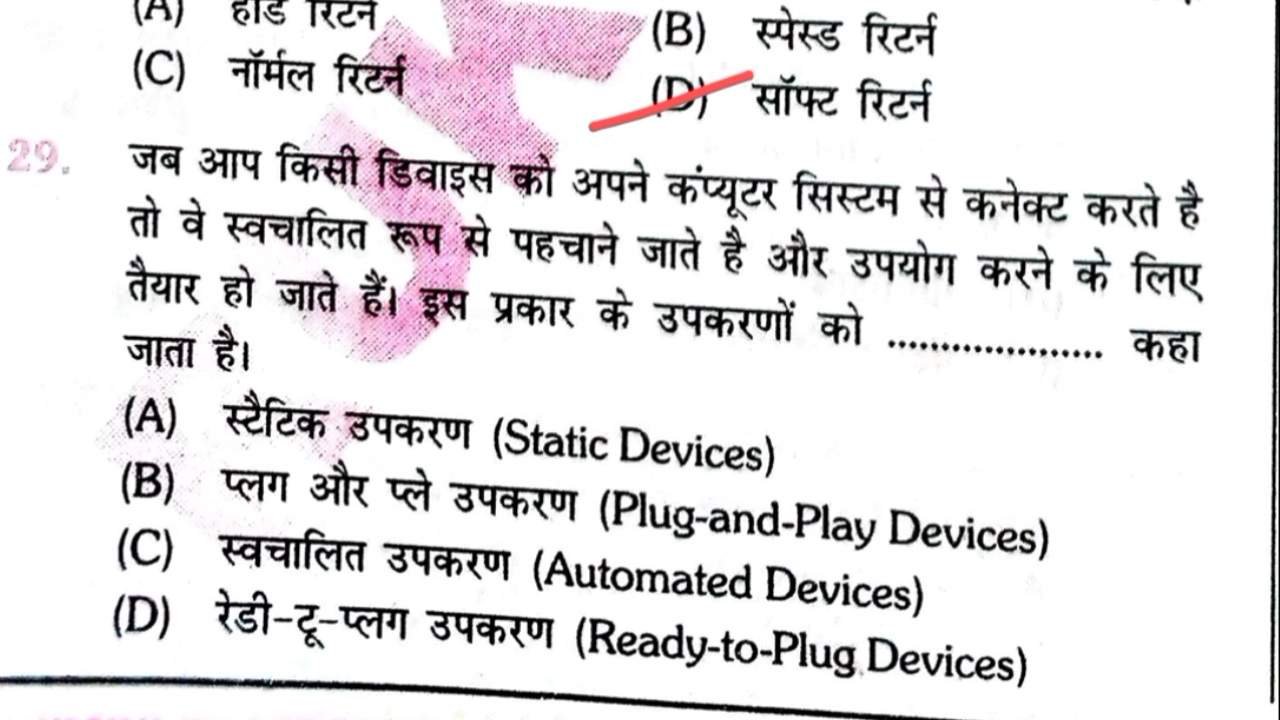 (A) हार्ड रिटर्न
(B) स्पेस्ड रिटर्न
(C) नॉर्मल रिटर्न
(D) सॉफ्ट रिटर्न
29. जब आप किसी डिवाइस को अपने कंप्यूटर सिस्टम से कनेक्ट करते है
तो वे स्वचालित रूप से पहचाने जाते है और उपयोग करने के लिए
तैयार हो जाते हैं। इस प्रकार के उपकरणों को ..................... कहा
जाता है।
(A) स्टैटिक उपकरण (Static Devices)
(B) प्लग और प्ले उपकरण (Plug-and-Play Devices)
(C) स्वचालित उपकरण (Automated Devices)
(D) रेडी-टू-प्लग उपकरण (Ready-to-Plug Devices)